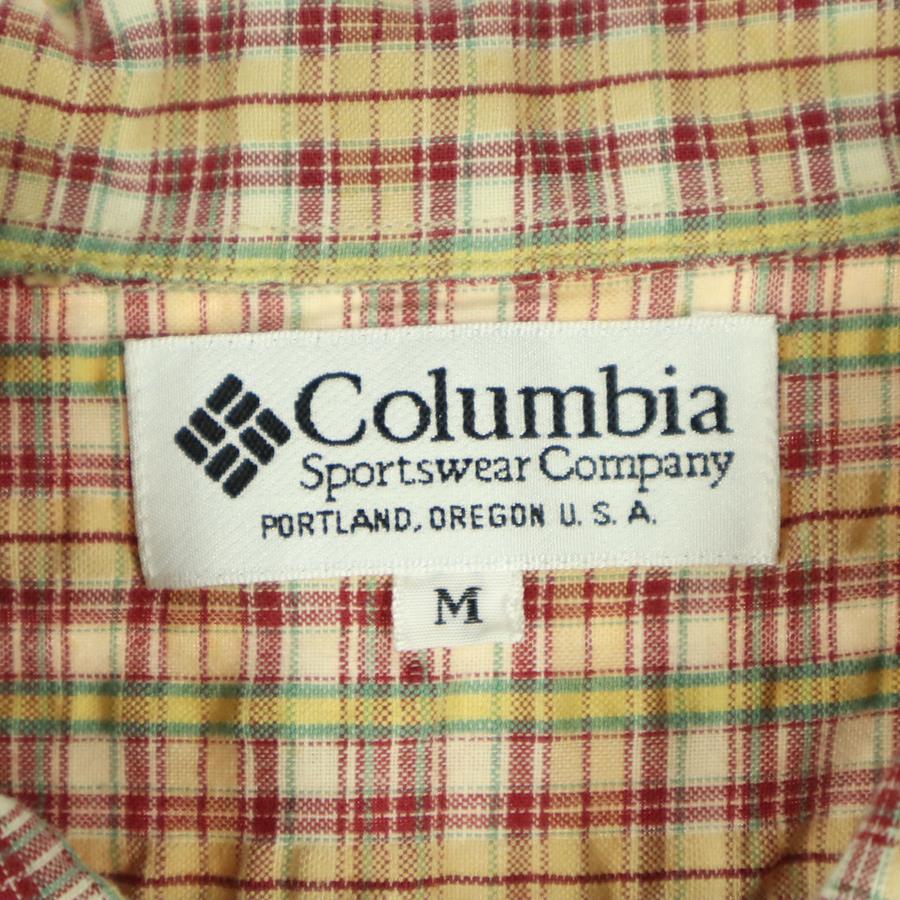 Columbia
Sportswear Company
PORTLAND, OREGON U. S. A.
M